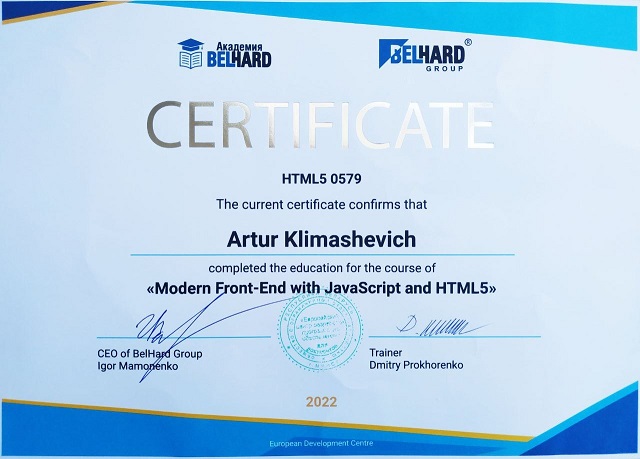 Академия
BELHARD
BELHARD®
GROUP
CERTIFICATE
HTML5 0579
The current certificate confirms that
Artur Klimashevich
completed the education for the course of
«Modern Front-End with JavaScript and HTML5»
CEO of BelHard Group
Igor Mamonenko
Trainer
Dmitry Prokhorenko
2022
European Development Centre